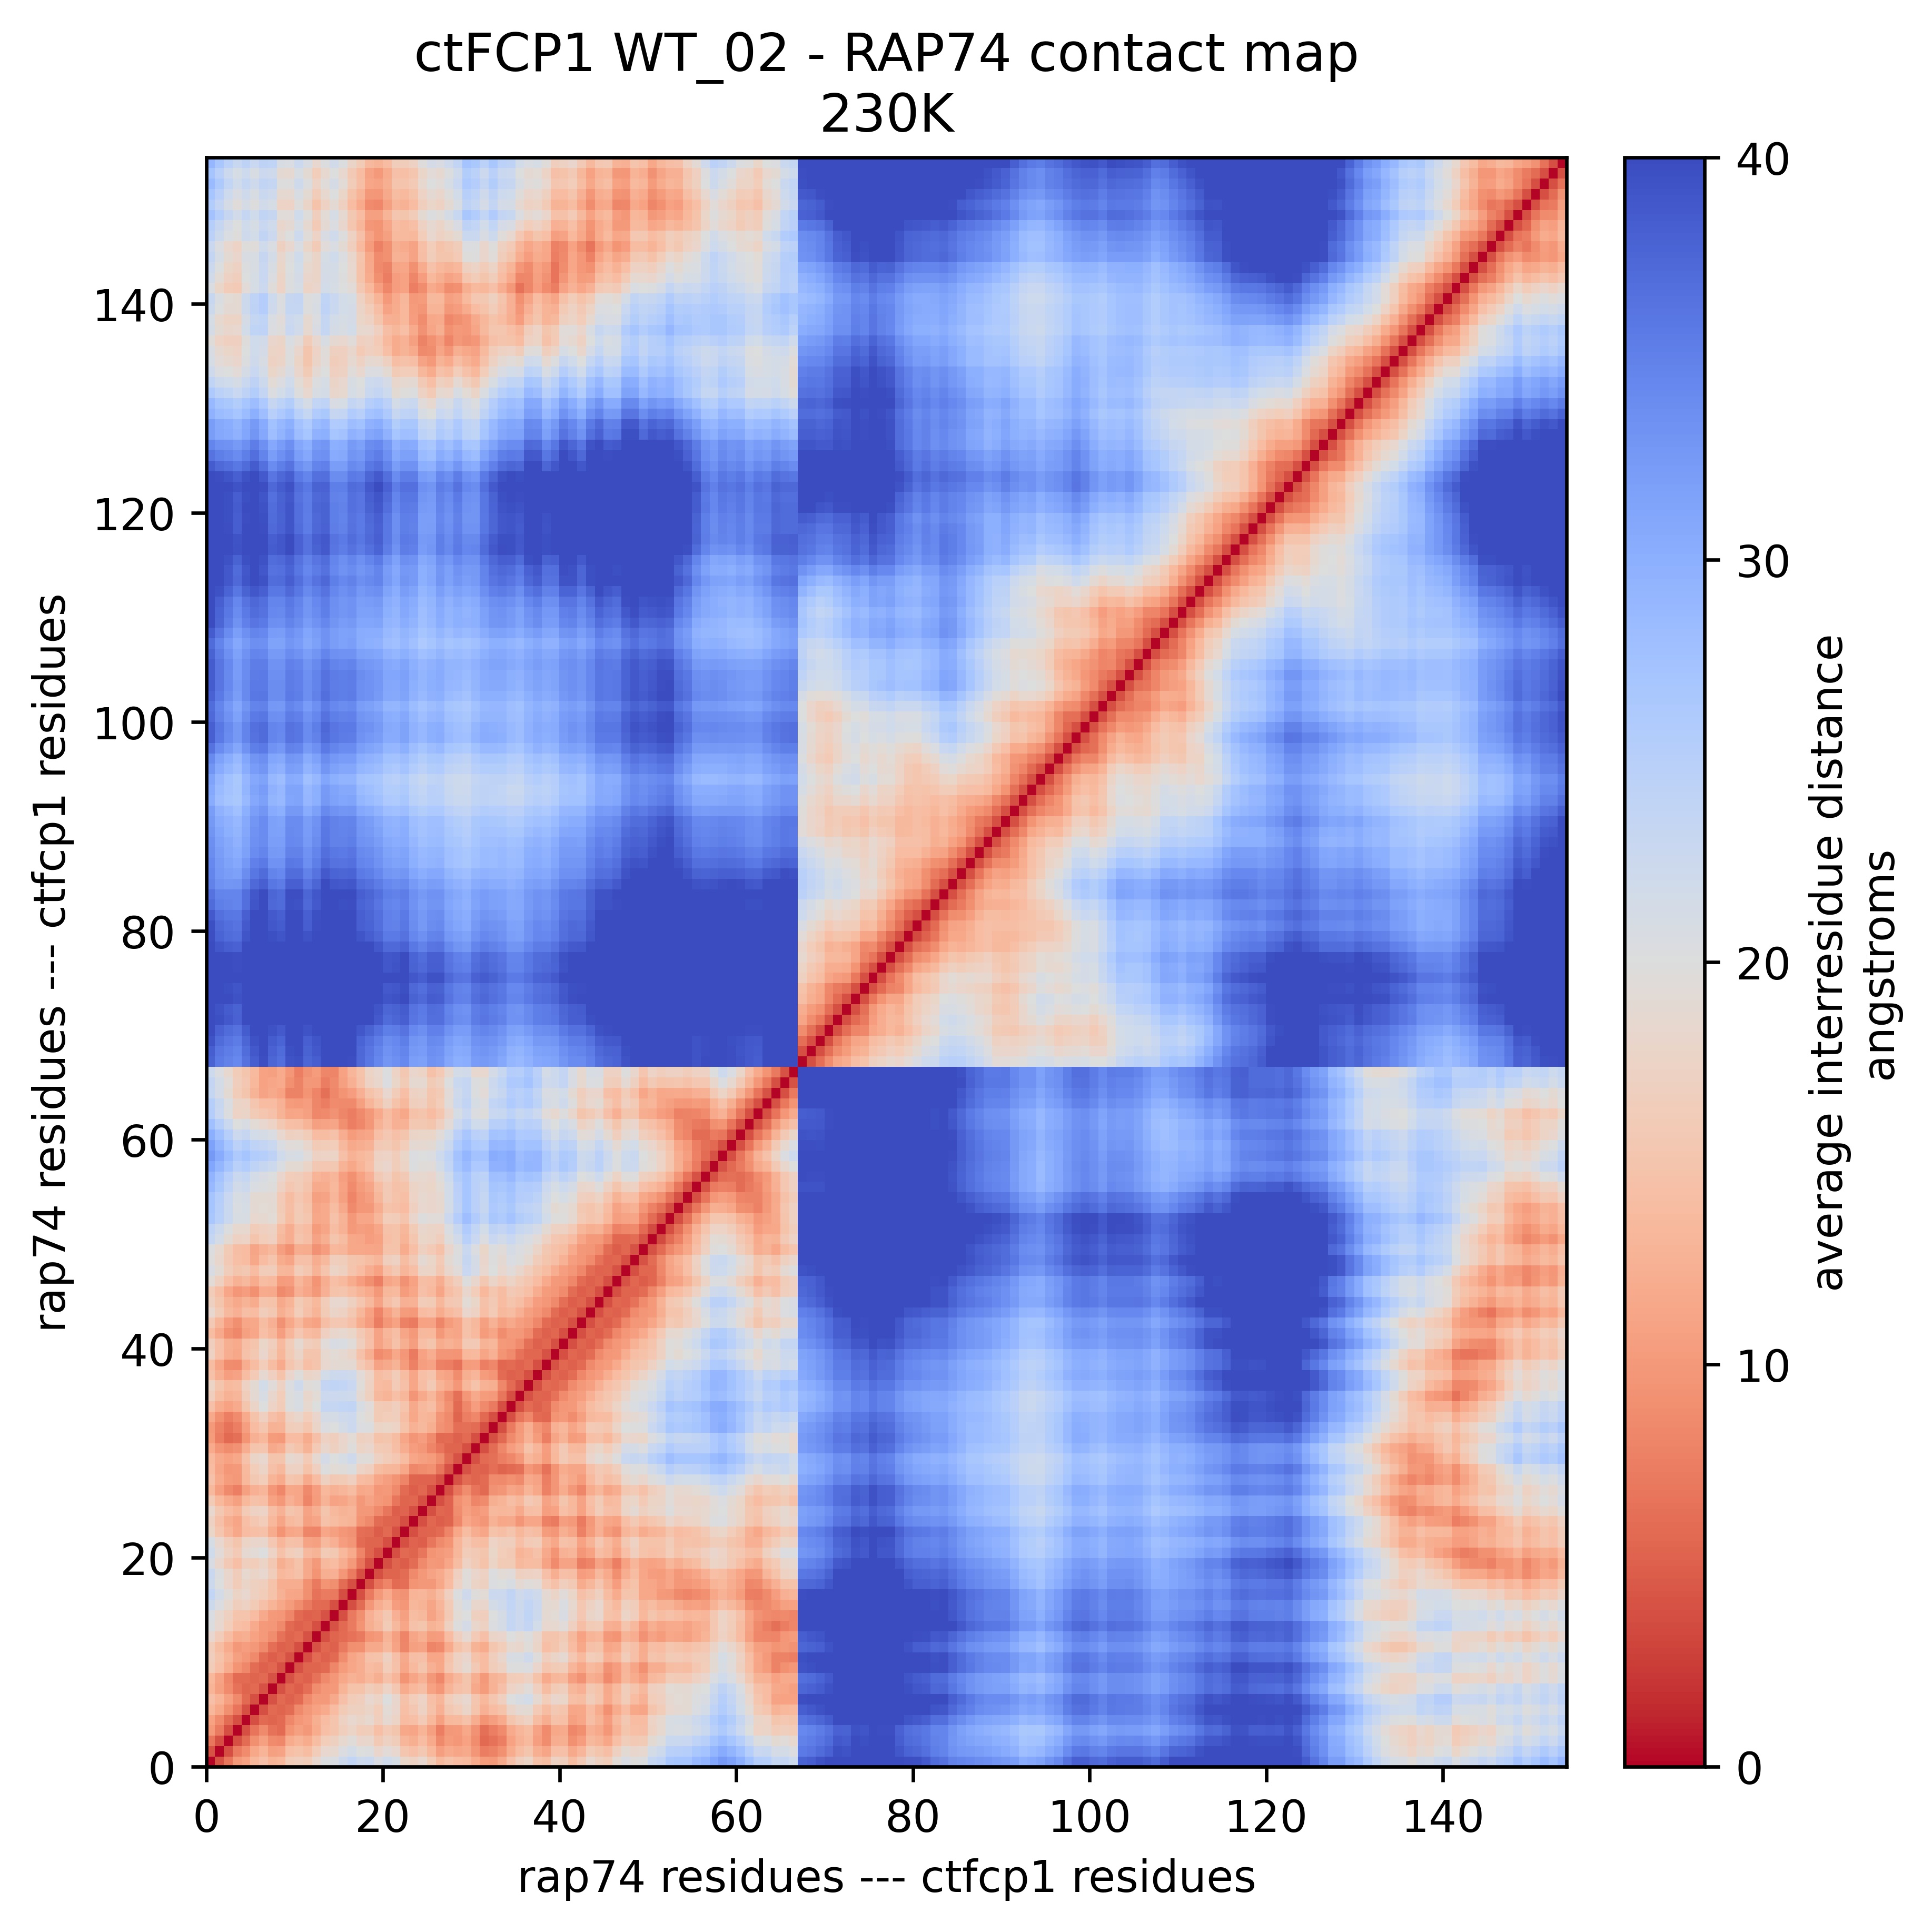 ctFCP1 WT_02 - RAP74 contact map
230K
140
120
100
80
60
40
20
0
rap74 residues --- ctfcp1 residues
0 20 40 60 80 100 120 140
rap74 residues --- ctfcp1 residues
40
30
20
10
0
average interresidue distance
angstroms